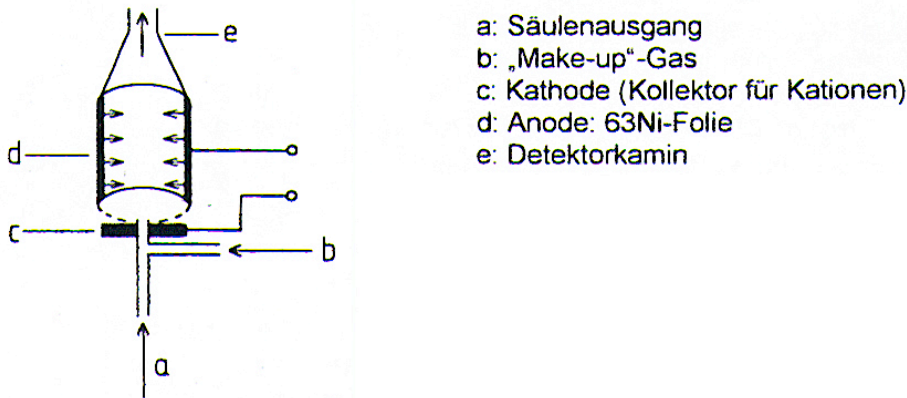 e
d
c
b
a
a: Säulenausgang
b: „Make-up“-Gas
c: Kathode (Kollektor für Kationen)
d: Anode: 63Ni-Folie
e: Detektorkamin